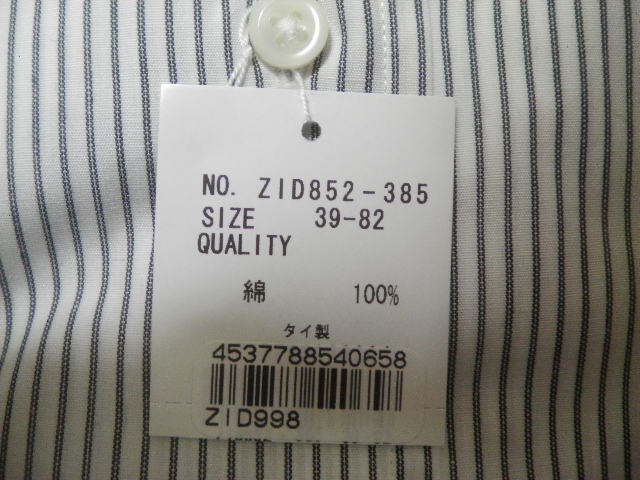 NO. ZID852-385
SIZE 39-82
QUALITY
綿 100%
タイ製
4537788540658
ZID998